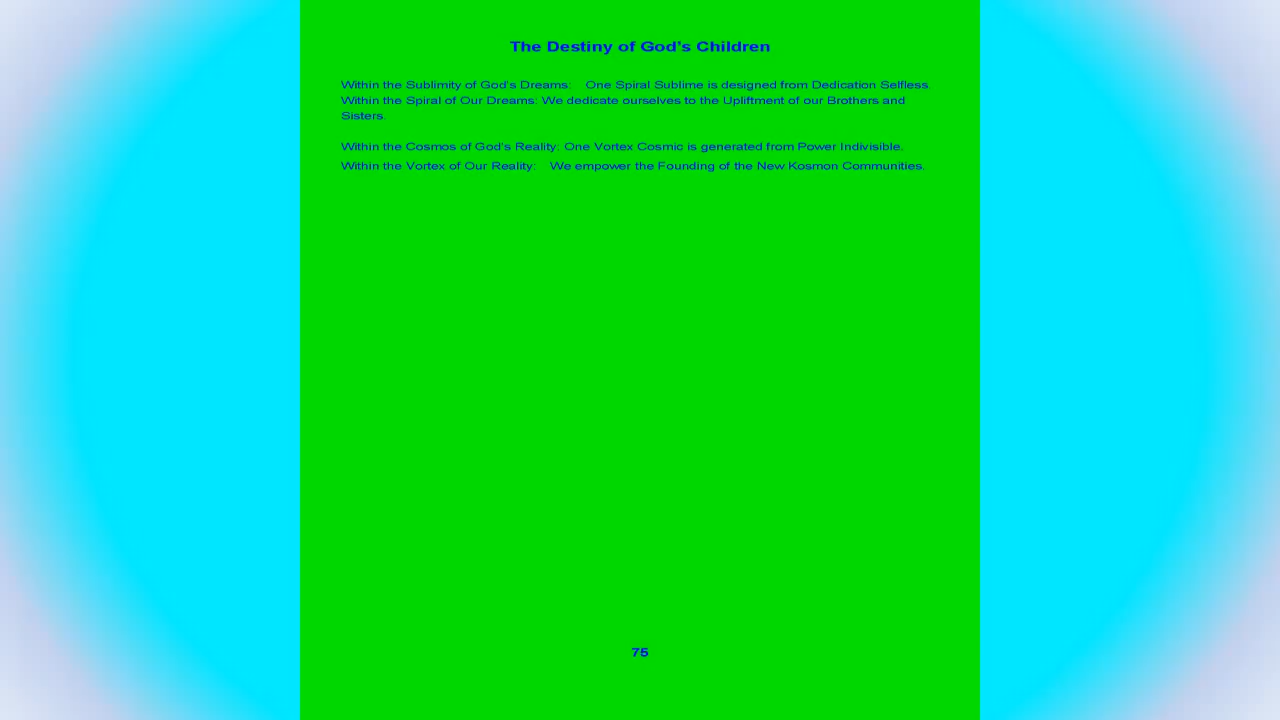 The Destiny of God's Children
Within the Sublimity of God's Dreams:    One Spiral Sublime is designed from Dedication Selfless.
Within the Spiral of Our Dreams: We dedicate ourselves to the Upliftment of our Brothers and
Sisters.
Within the Cosmos of God's Reality: One Vortex Cosmic is generated from Power Indivisible.
Within the Vortex of Our Reality:    We empower the Founding of the New Kosmon Communities.
75